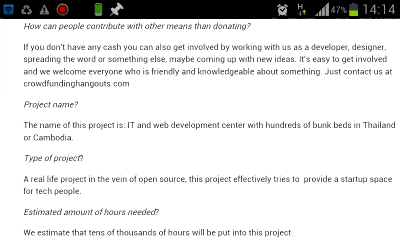 47% 14:14
How can people contribute with other means than donating?
If you don't have any cash you can also get involved by working with us as a developer, designer,
spreading the word or something else, maybe coming up with new ideas. It's easy to get involved
and we welcome everyone who is friendly and knowledgeable about something. Just contact us at
crowdfundinghangouts.com
Project name?
The name of this project is: IT and web development center with hundreds of bunk beds in Thailand
or Cambodia.
Type of project?
A real life project in the vein of open source, this project effectively tries to provide a startup space
for tech people.
Estimated amount of hours needed?
We estimate that tens of thousands of hours will be put into this project.